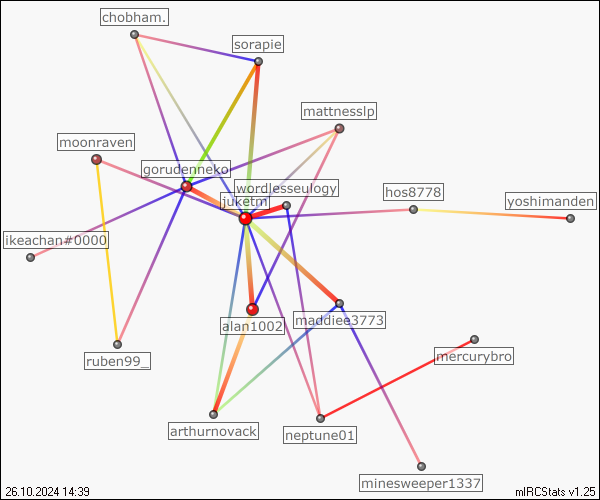 chobham.
sorapie
mattnesslp
moonraven
gorudenneko
wordlesseulogy
juketni
hos8778
yoshimanden
ikeachan#0000
alan1002
maddiee3773
mercurybro
ruben99_
arthurnovack
neptune01
minesweeper1337
26.10.2024 14:39
mIRCStats v1.25